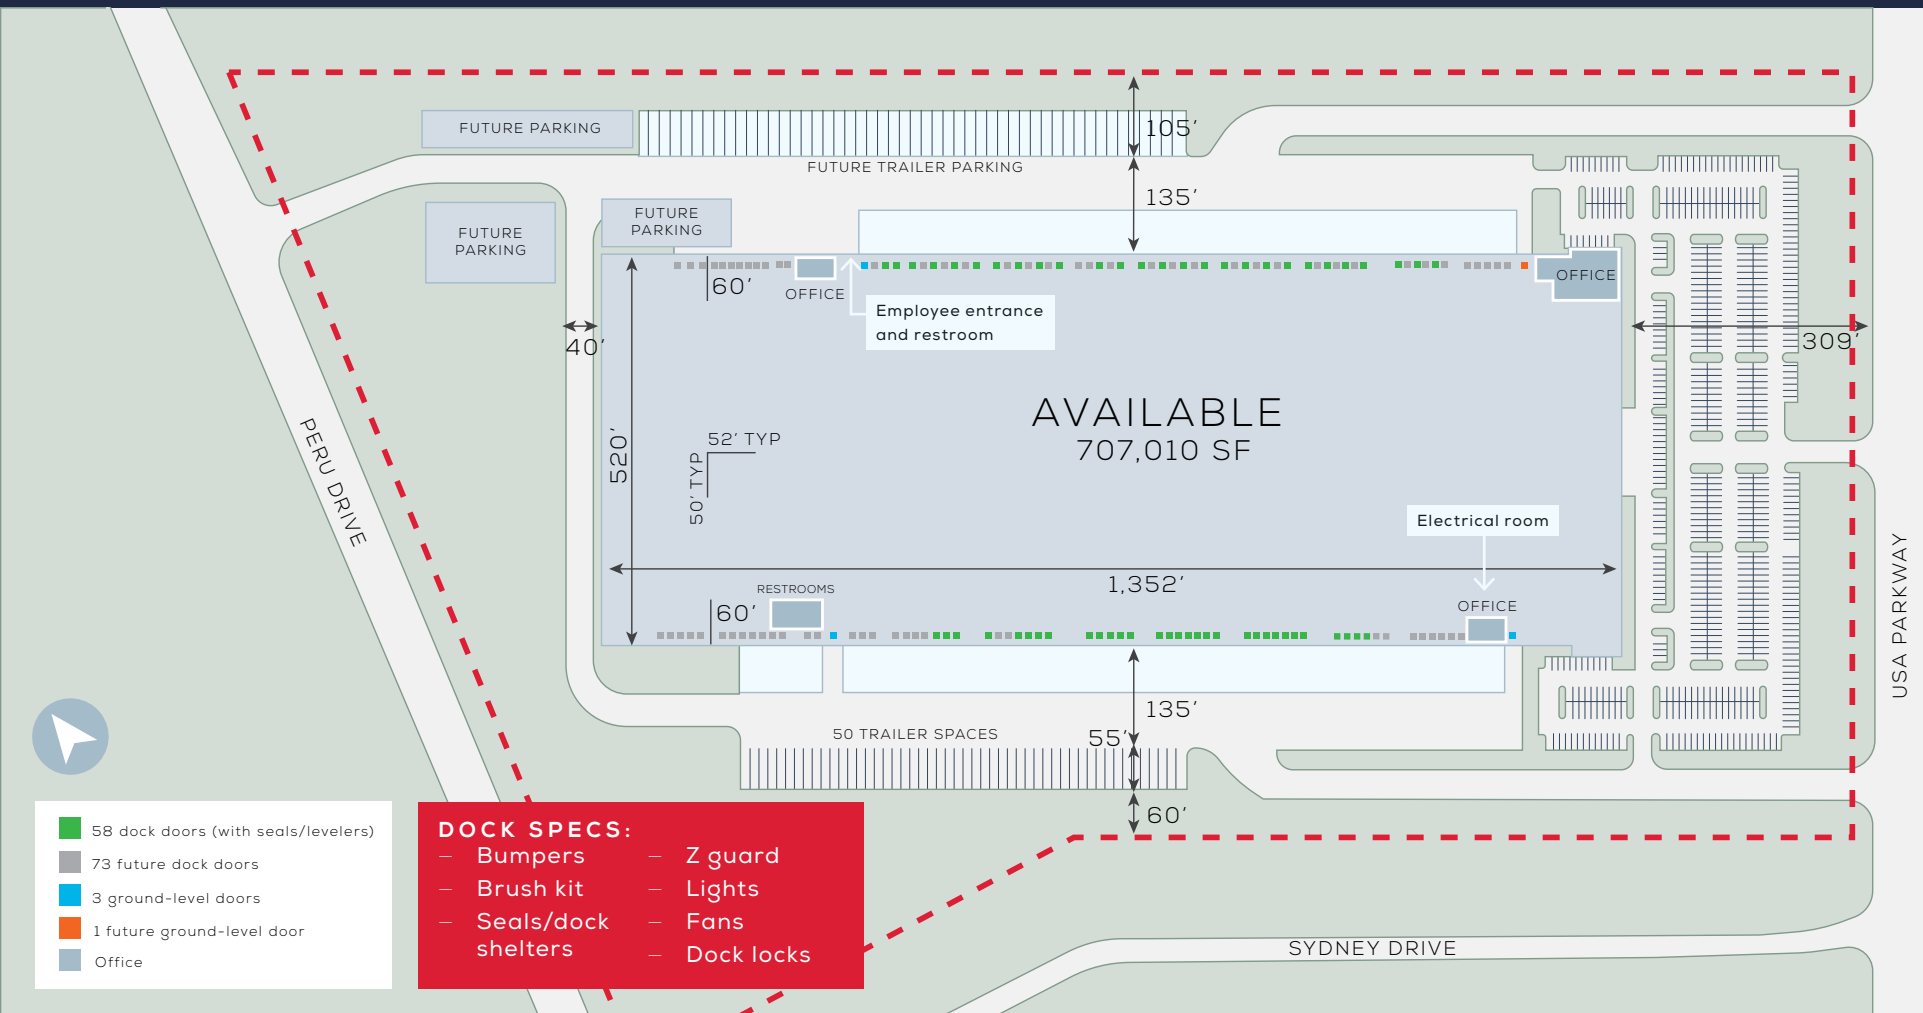 FUTURE PARKING
105’
FUTURE TRAILER PARKING
135’
FUTURE
PARKING
FUTURE
PARKING
60’
OFFICE
OFFICE
Employee entrance
and restroom
40’
309’
AVAILABLE
707,010 SF
520’
52’ TYP
50’ TYP
PERU DRIVE
Electrical room
1,352’
RESTROOMS
60’
OFFICE
USA PARKWAY
135’
50 TRAILER SPACES
55’
60’
58 dock doors (with seals/levelers)
73 future dock doors
3 ground-level doors
1 future ground-level door
Office
DOCK SPECS:
– Bumpers
– Brush kit
– Seals/dock
shelters
– Z guard
– Lights
– Fans
– Dock locks
SYDNEY DRIVE